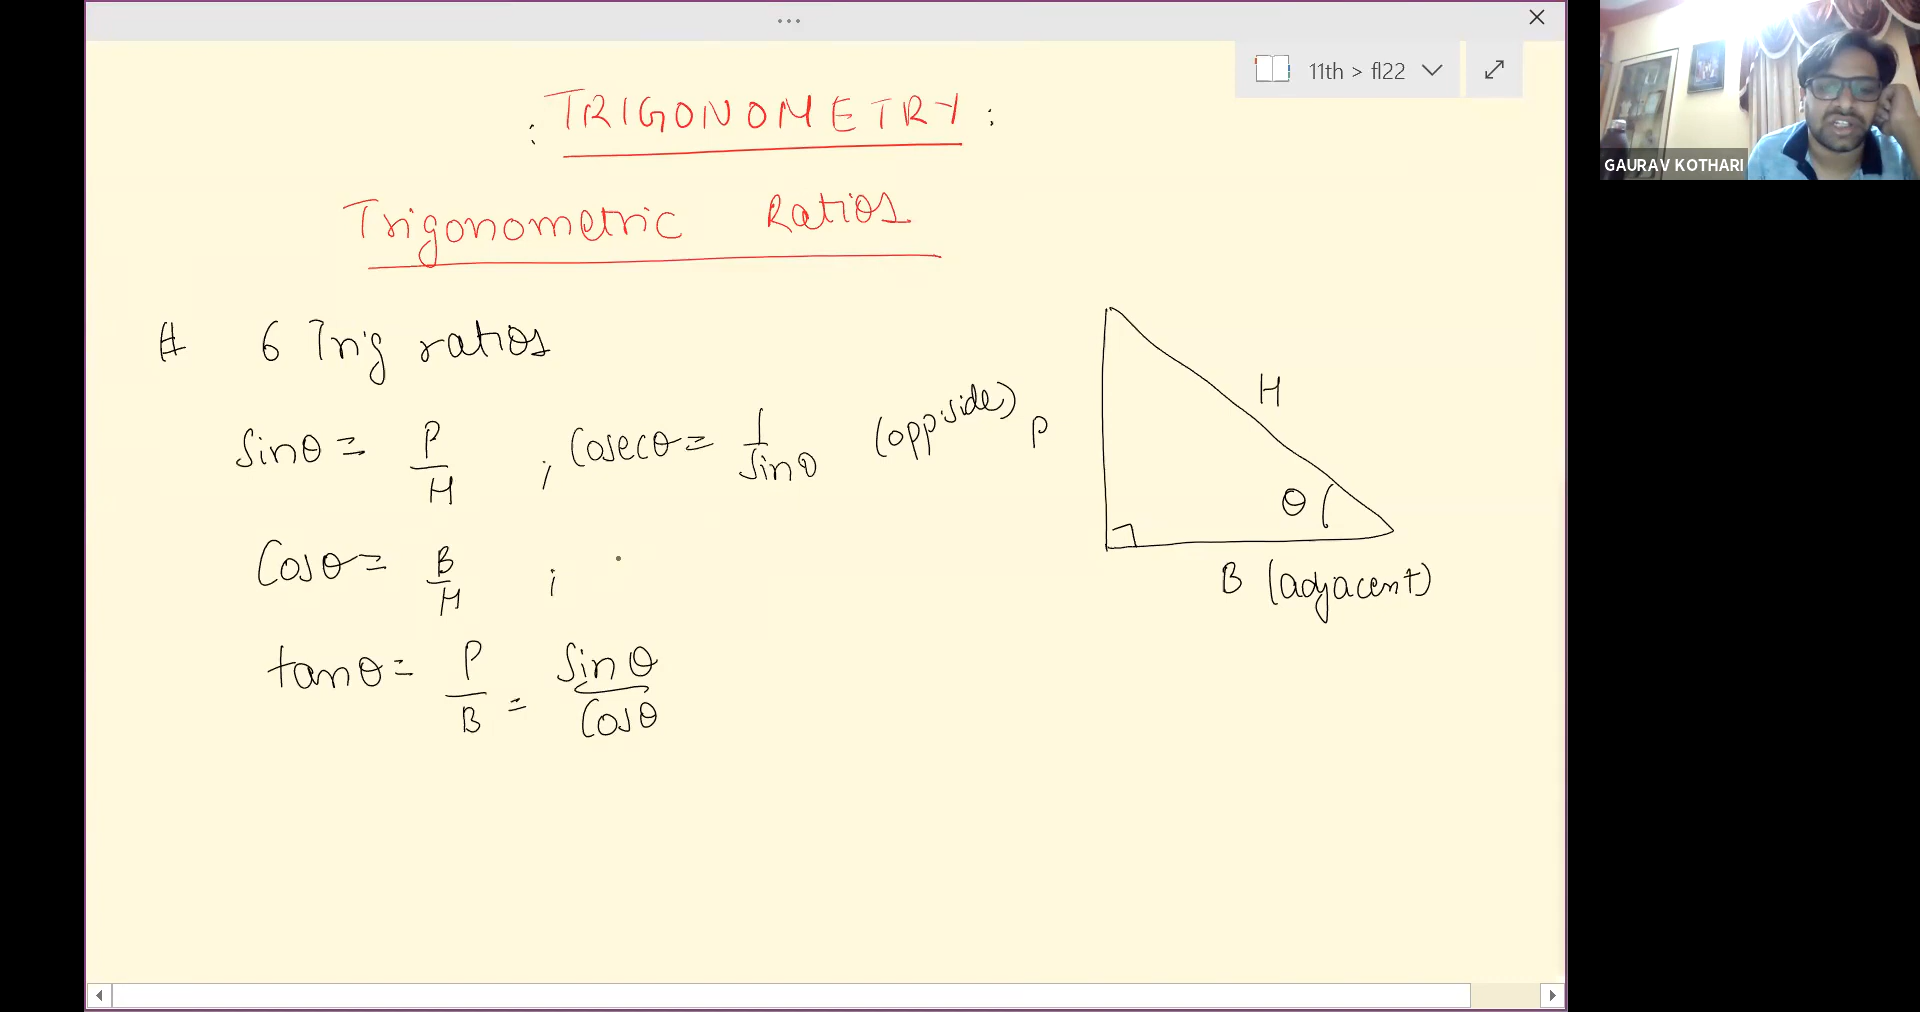 11th > fl22
GAURAV KOTHARI
: TRIGONOMETRY :
Trigonometric Ratios
# 6 Trig ratios
sinθ = P/H ; Cosecθ = 1/sinθ
(opp. side) P
H
θ
B (adjacent)
Cosθ = B/H ;
tanθ = P/B = sinθ/Cosθ